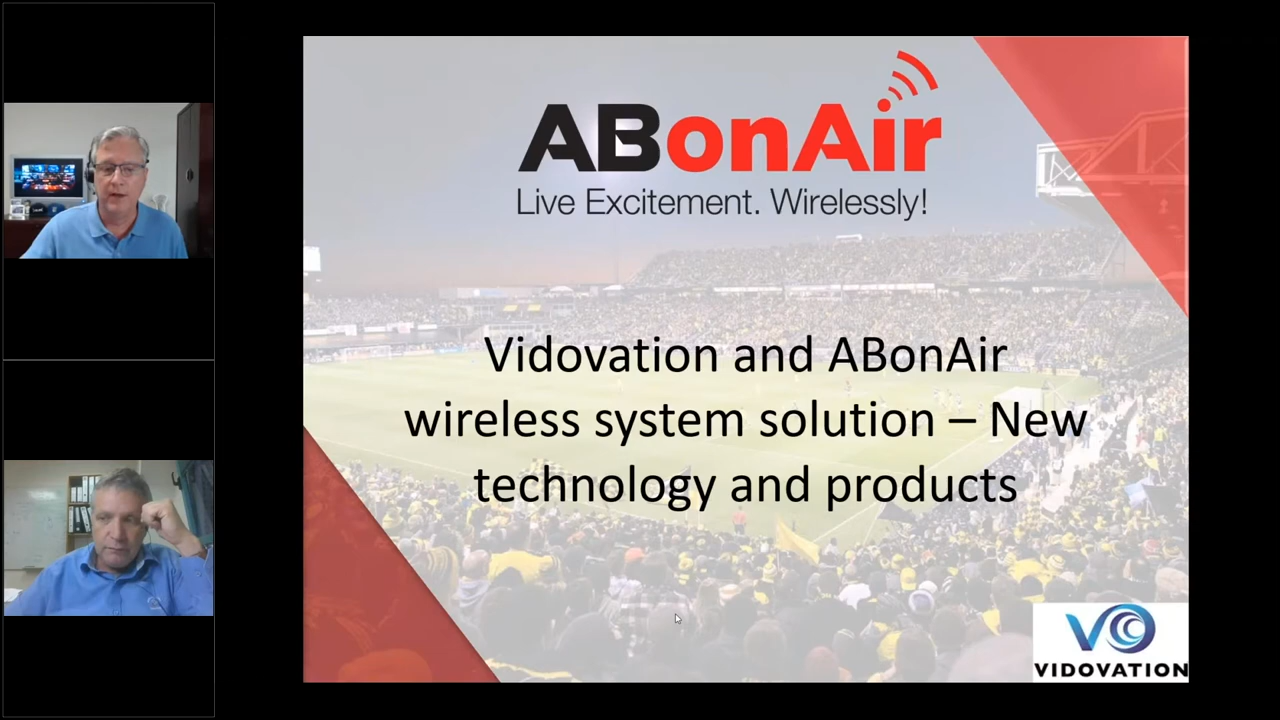 ABonAir
Live Excitement. Wirelessly!
Vidovation and ABonAir
wireless system solution – New
technology and products
VIDOVATION